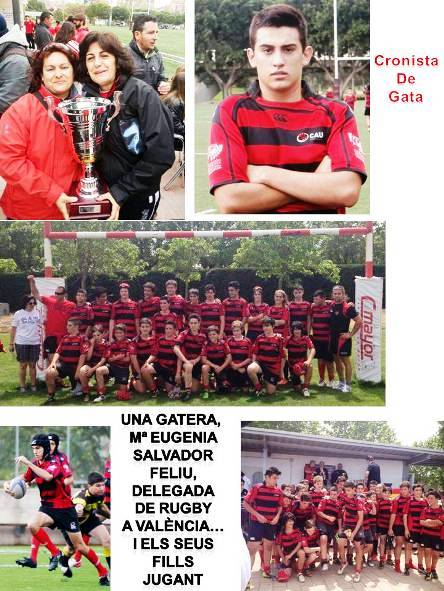 Cronista
De
Gata
CAU
Cmayor
UNA GATERA,
Mª EUGENIA
SALVADOR
FELIU,
DELEGADA
DE RUGBY
A VALÈNCIA...
I ELS SEUS
FILLS
JUGANT